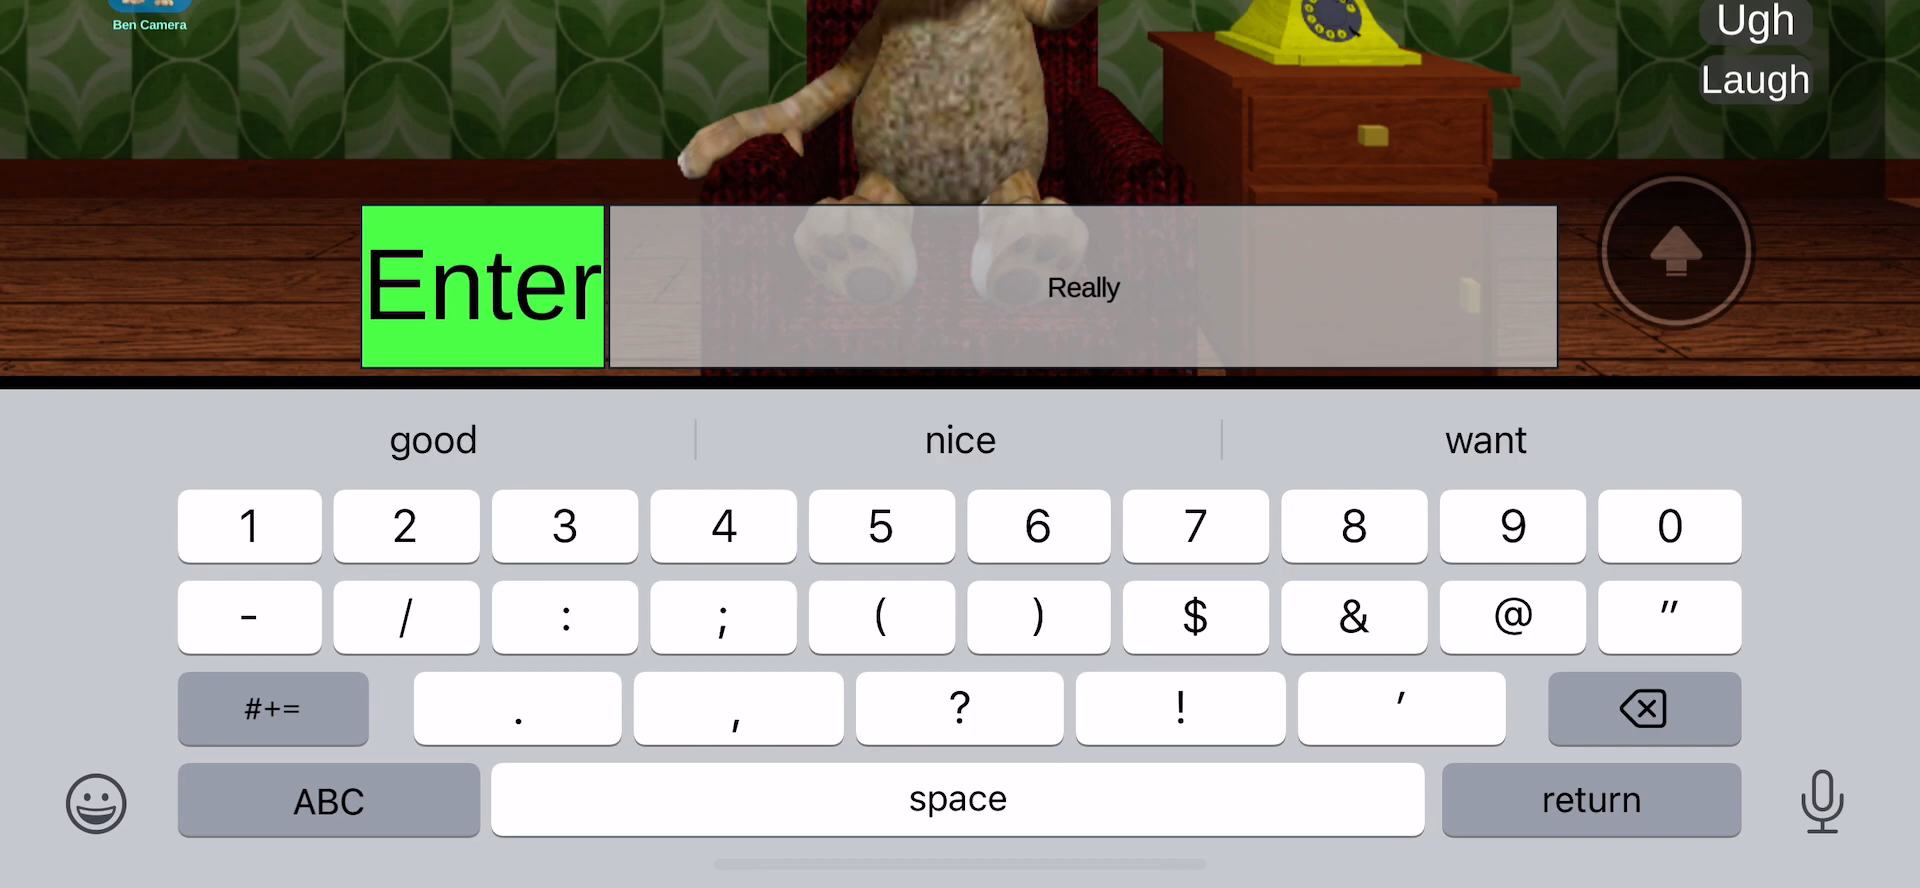 Ben Camera
Ugh
Laugh
Enter
Really
good
nice
want
1 2 3 4 5 6 7 8 9 0
- / : ; ( ) $ & @ "
#+= . , ? ! '
ABC space return